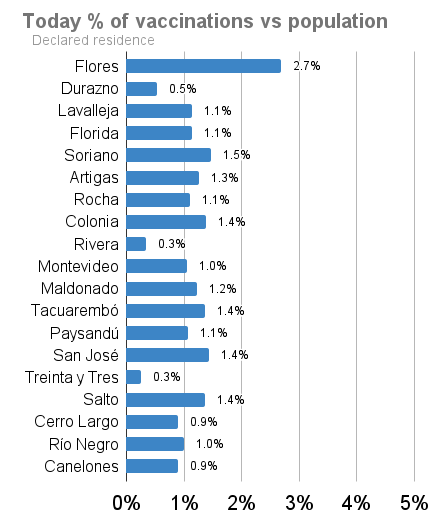 Today % of vaccinations vs population
Declared residence
Flores 2.7%
Durazno 0.5%
Lavalleja 1.1%
Florida 1.1%
Soriano 1.5%
Artigas 1.3%
Rocha 1.1%
Colonia 1.4%
Rivera 0.3%
Montevideo 1.0%
Maldonado 1.2%
Tacuarembó 1.4%
Paysandú 1.1%
San José 1.4%
Treinta y Tres 0.3%
Salto 1.4%
Cerro Largo 0.9%
Río Negro 1.0%
Canelones 0.9%
0% 1% 2% 3% 4% 5%